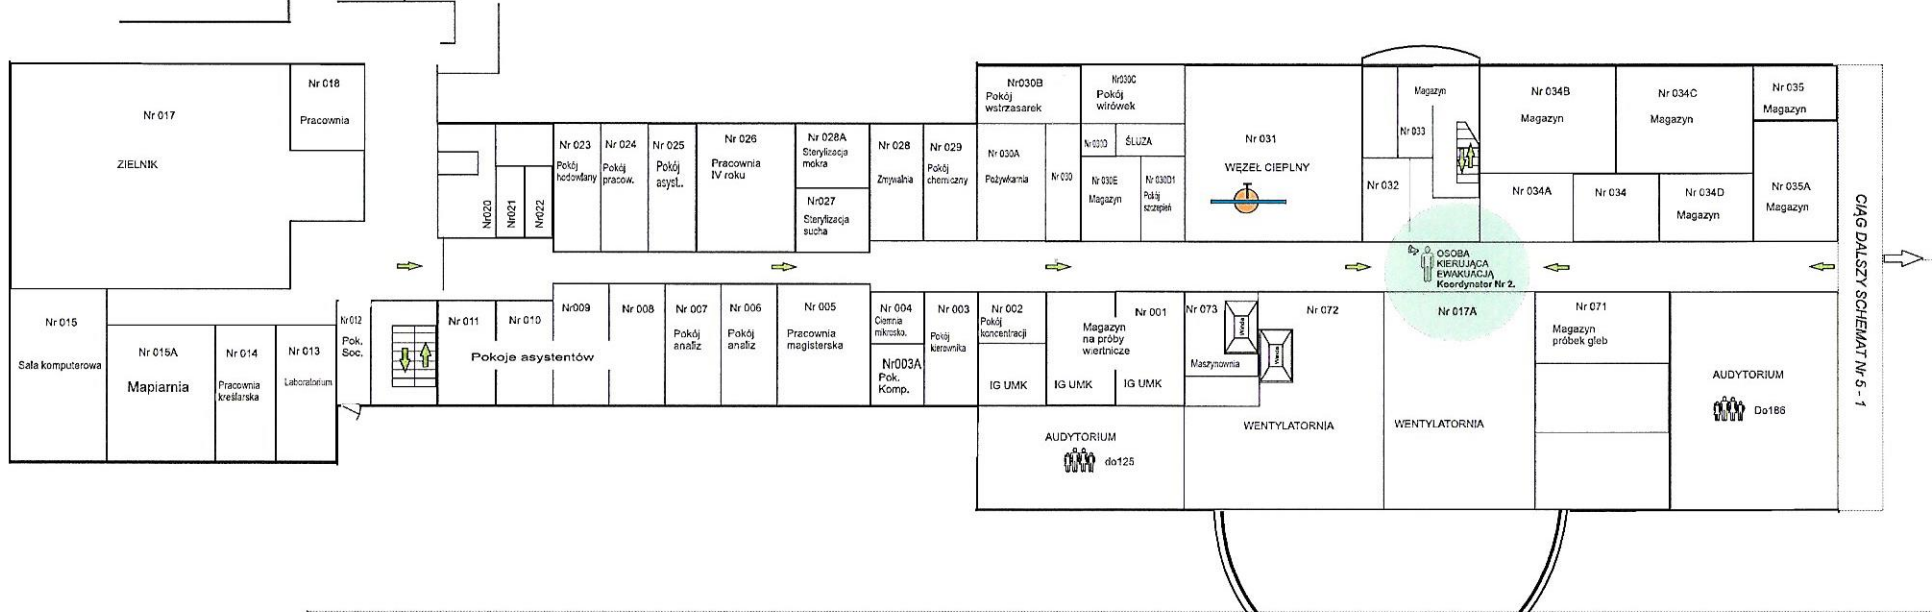 Nr 017
ZIELNIK
Nr 018
Pracownia
Nr020
Nr021
Nr022
Nr 023
Pokój
hodowlany
Nr 024
Pokój
pracow.
Nr 025
Pokój
asyst.
Nr 026
Pracownia
IV roku
Nr 028A
Sterylizacja
mokra
Nr027
Sterylizacja
sucha
Nr 028
Zmywalnia
Nr 029
Pokój
chemiczny
Nr030B
Pokój
wstrzasarek
Nr 030A
Pożywkarnia
Nr 030
Nr030C
Pokój
wirówek
Nr 030D
ŚLUZA
Nr 030E
Magazyn
Nr 030D1
Pokój
szczepień
Nr 031
WĘZEŁ CIEPLNY
Magazyn
Nr 033
Nr 032
Nr 034B
Magazyn
Nr 034C
Magazyn
Nr 035
Magazyn
Nr 034A
Nr 034
Nr 034D
Magazyn
Nr 035A
Magazyn
OSOBA
KIERUJĄCA
EWAKUACJĄ
Koordynator Nr 2.
CIĄG DALSZY SCHEMAT Nr 5 - 1
Nr 015
Sala komputerowa
Nr 015A
Mapiarnia
Nr 014
Pracownia
kreślarska
Nr 013
Laboratorium
Nr 012
Pok.
Soc.
Nr 011
Nr 010
Pokoje asystentów
Nr009
Nr 008
Nr 007
Pokój
analiz
Nr 006
Pokój
analiz
Nr 005
Pracownia
magisterska
Nr 004
Ciemnia
mikrosko.
Nr003A
Pok.
Komp.
Nr 003
Pokój
kierownika
Nr 002
Pokój
koncentracji
IG UMK
Nr 001
Magazyn
na próby
wiertnicze
IG UMK
IG UMK
Nr 073
Maszynownia
Winda
Winda
Nr 072
WENTYLATORNIA
Nr 017A
WENTYLATORNIA
Nr 071
Magazyn
próbek gleb
AUDYTORIUM
Do186
AUDYTORIUM
do125